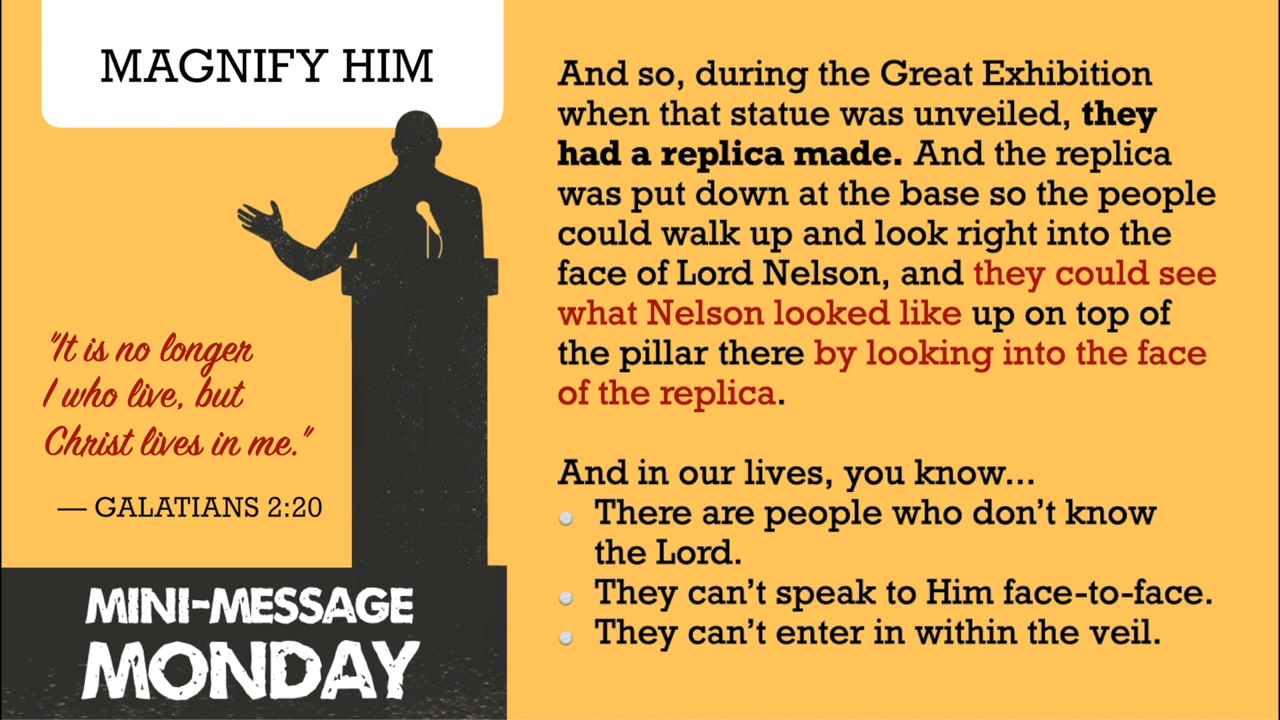 MAGNIFY HIM
"It is no longer
I who live, but
Christ lives in me."
— GALATIANS 2:20
MINI-MESSAGE
MONDAY
And so, during the Great Exhibition
when that statue was unveiled, they
had a replica made. And the replica
was put down at the base so the people
could walk up and look right into the
face of Lord Nelson, and they could see
what Nelson looked like up on top of
the pillar there by looking into the face
of the replica.
And in our lives, you know...
There are people who don't know
the Lord.
They can't speak to Him face-to-face.
They can't enter in within the veil.